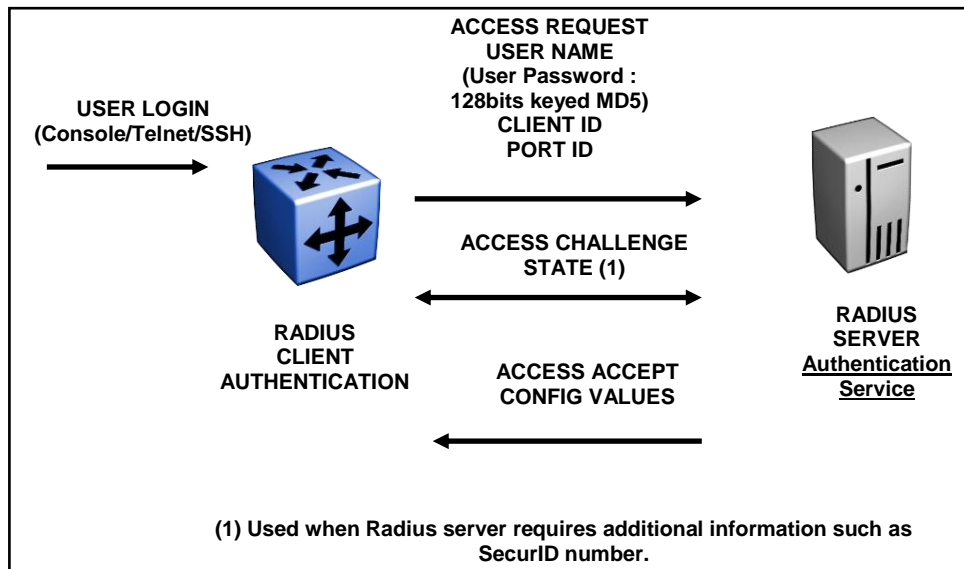 ACCESS REQUEST
USER NAME
(User Password :
128bits keyed MD5)
CLIENT ID
PORT ID
USER LOGIN
(Console/Telnet/SSH)
ACCESS CHALLENGE
STATE (1)
RADIUS
CLIENT
AUTHENTICATION
RADIUS
SERVER
Authentication
Service
ACCESS ACCEPT
CONFIG VALUES
(1) Used when Radius server requires additional information such as
SecurID number.